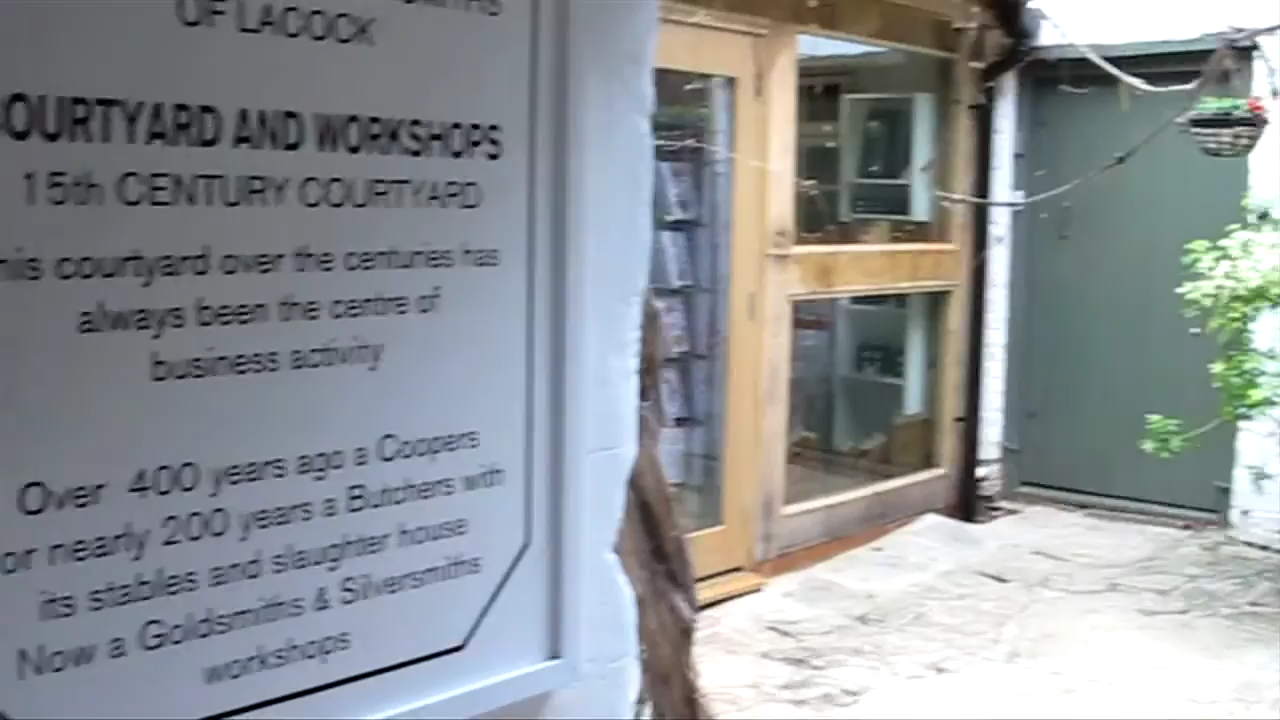 OF LACOCK
COURTYARD AND WORKSHOPS
15th CENTURY COURTYARD
his courtyard over the centuries has
always been the centre of
business activity
Over 400 years ago a Coopers
or nearly 200 years a Butchers with
its stables and slaughter house
Now a Goldsmiths & Silversmiths
workshops